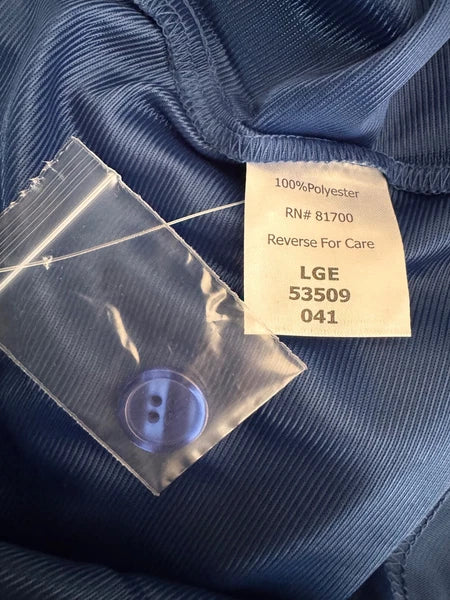 100%Polyester
RN# 81700
Reverse For Care
LGE
53509
041